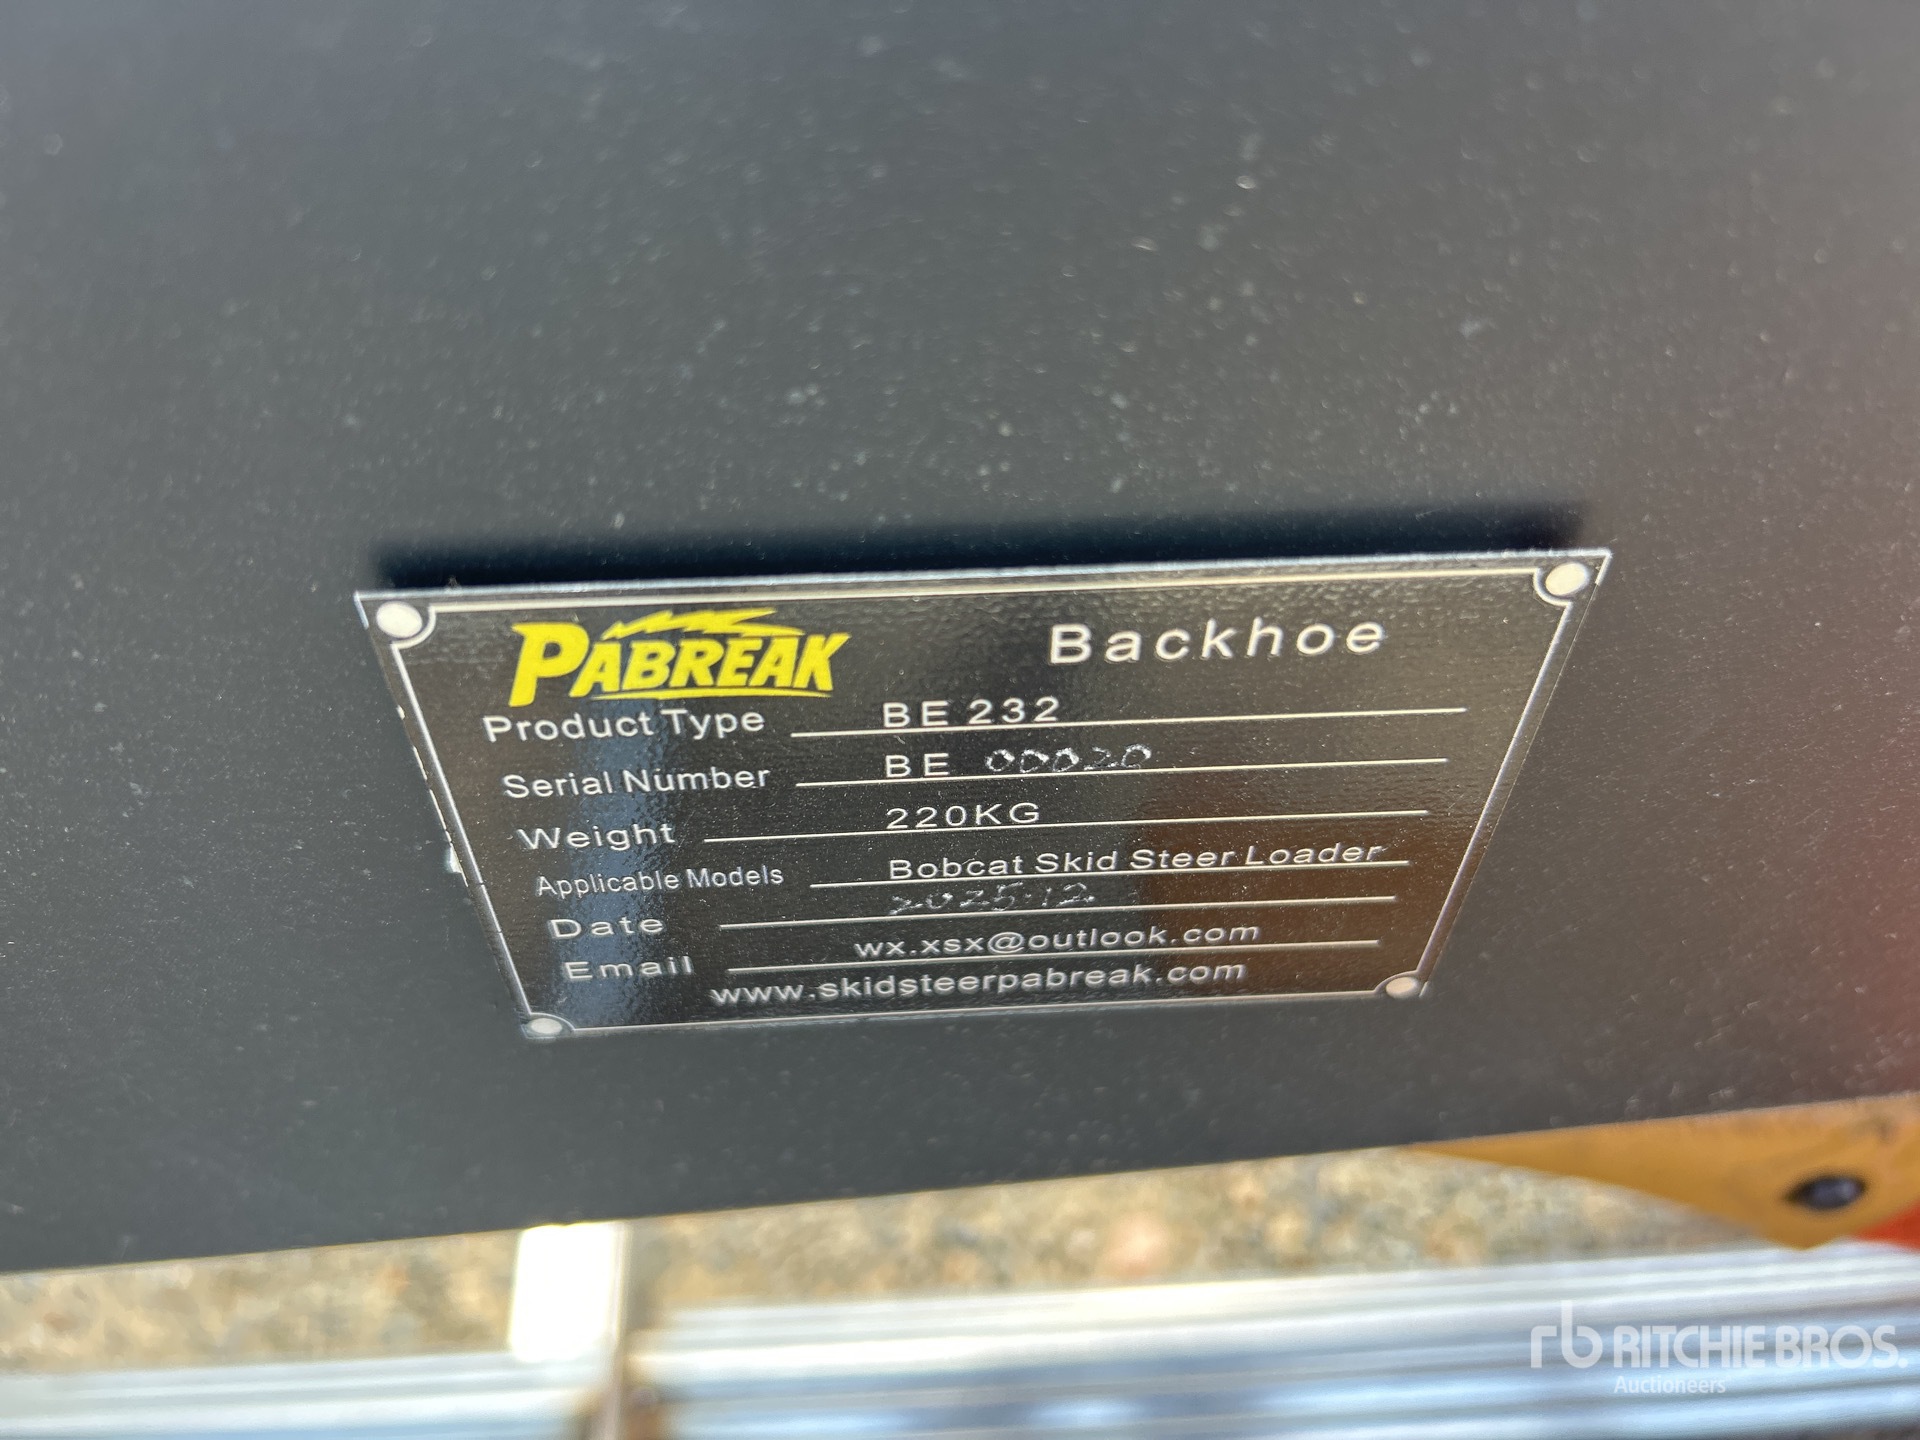 PABREAK
Backhoe
Product Type BE 232
Serial Number BE 00020
Weight 220KG
Applicable Models Bobcat Skid Steer Loader
Date 2025.12
Email wx.xsx@outlook.com
www.skidsteerpabreak.com
rb RITCHIE BROS.
Auctioneers